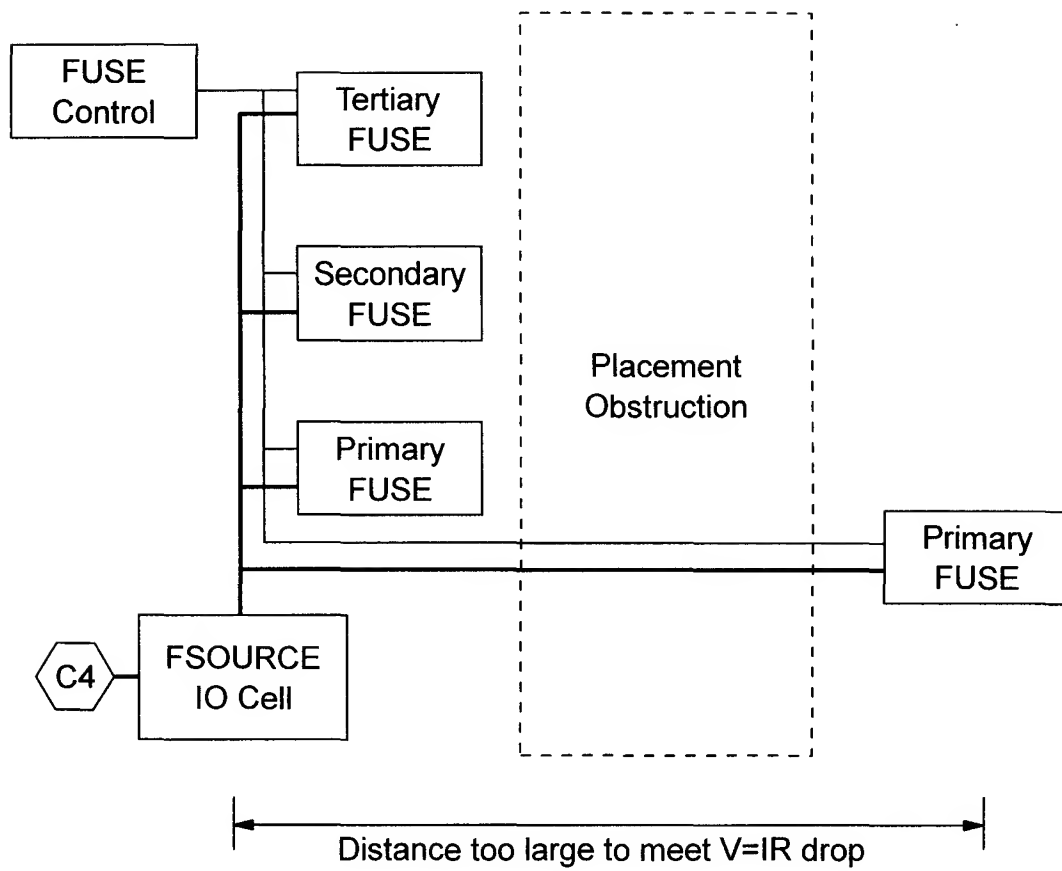 FUSE
Control
Tertiary
FUSE
Secondary
FUSE
Placement
Obstruction
Primary
FUSE
Primary
FUSE
C4
FSOURCE
IO Cell
Distance too large to meet V=IR drop